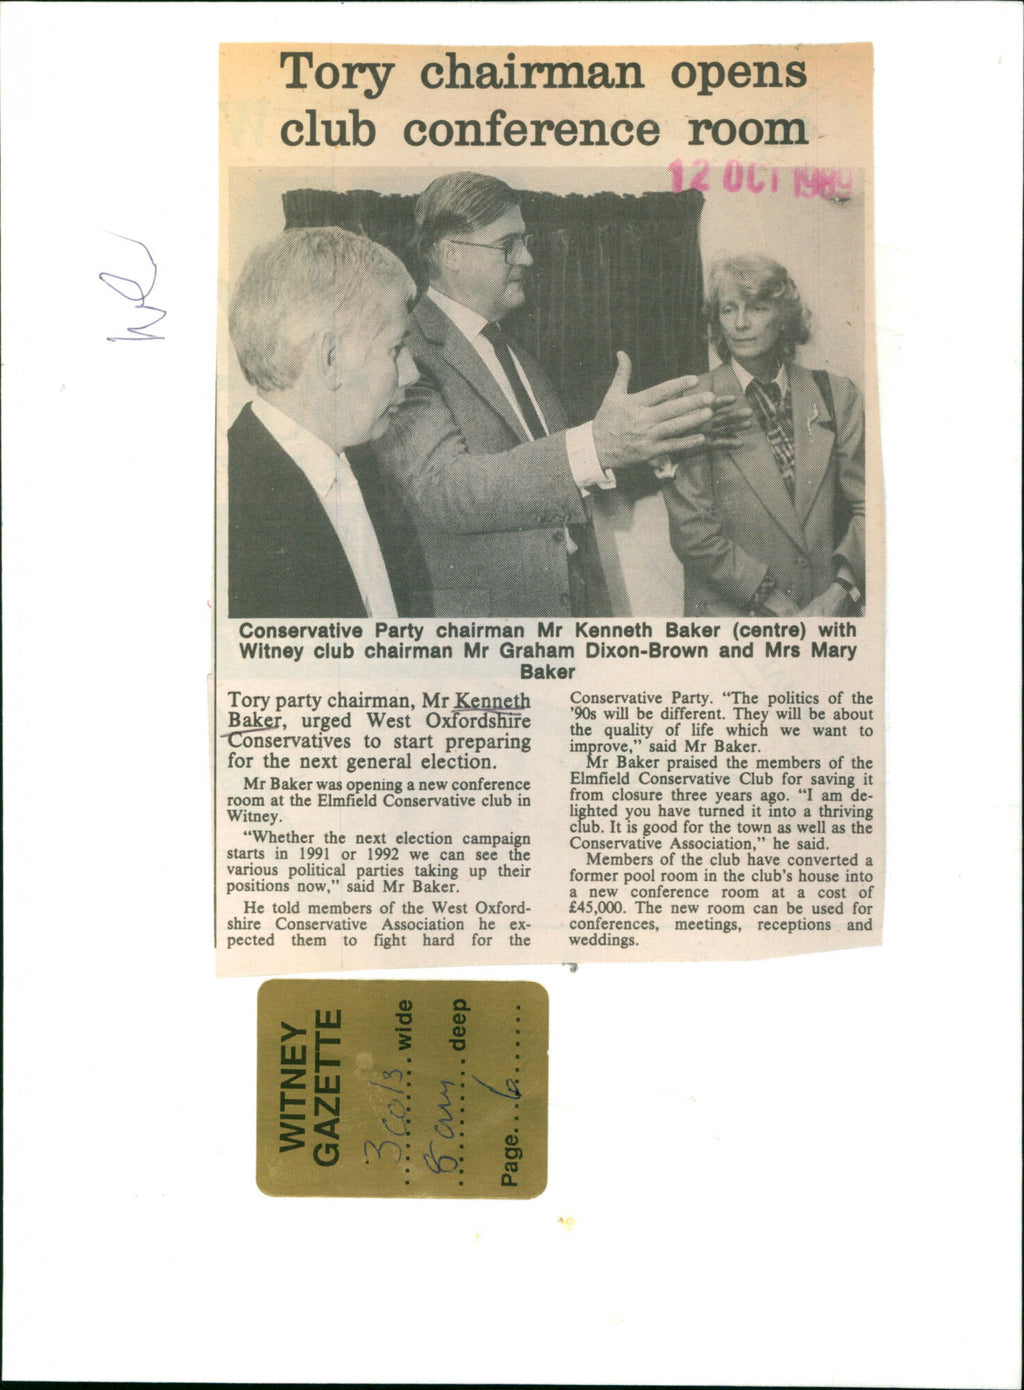 Tory chairman opens
club conference room
12 OCT 1989
Conservative Party chairman Mr Kenneth Baker (centre) with
Witney club chairman Mr Graham Dixon-Brown and Mrs Mary
Baker
Tory party chairman, Mr Kenneth
Baker, urged West Oxfordshire
Conservatives to start preparing
for the next general election.
Mr Baker was opening a new conference
room at the Elmfield Conservative club in
Witney.
“Whether the next election campaign
starts in 1991 or 1992 we can see the
various political parties taking up their
positions now,” said Mr Baker.
He told members of the West Oxford-
shire Conservative Association he ex-
pected them to fight hard for the
Conservative Party. “The politics of the
’90s will be different. They will be about
the quality of life which we want to
improve,” said Mr Baker.
Mr Baker praised the members of the
Elmfield Conservative Club for saving it
from closure three years ago. “I am de-
lighted you have turned it into a thriving
club. It is good for the town as well as the
Conservative Association,” he said.
Members of the club have converted a
former pool room in the club’s house into
a new conference room at a cost of
£45,000. The new room can be used for
conferences, meetings, receptions and
weddings.
WITNEY
GAZETTE
3 cols wide
8 cm deep
Page...6.......